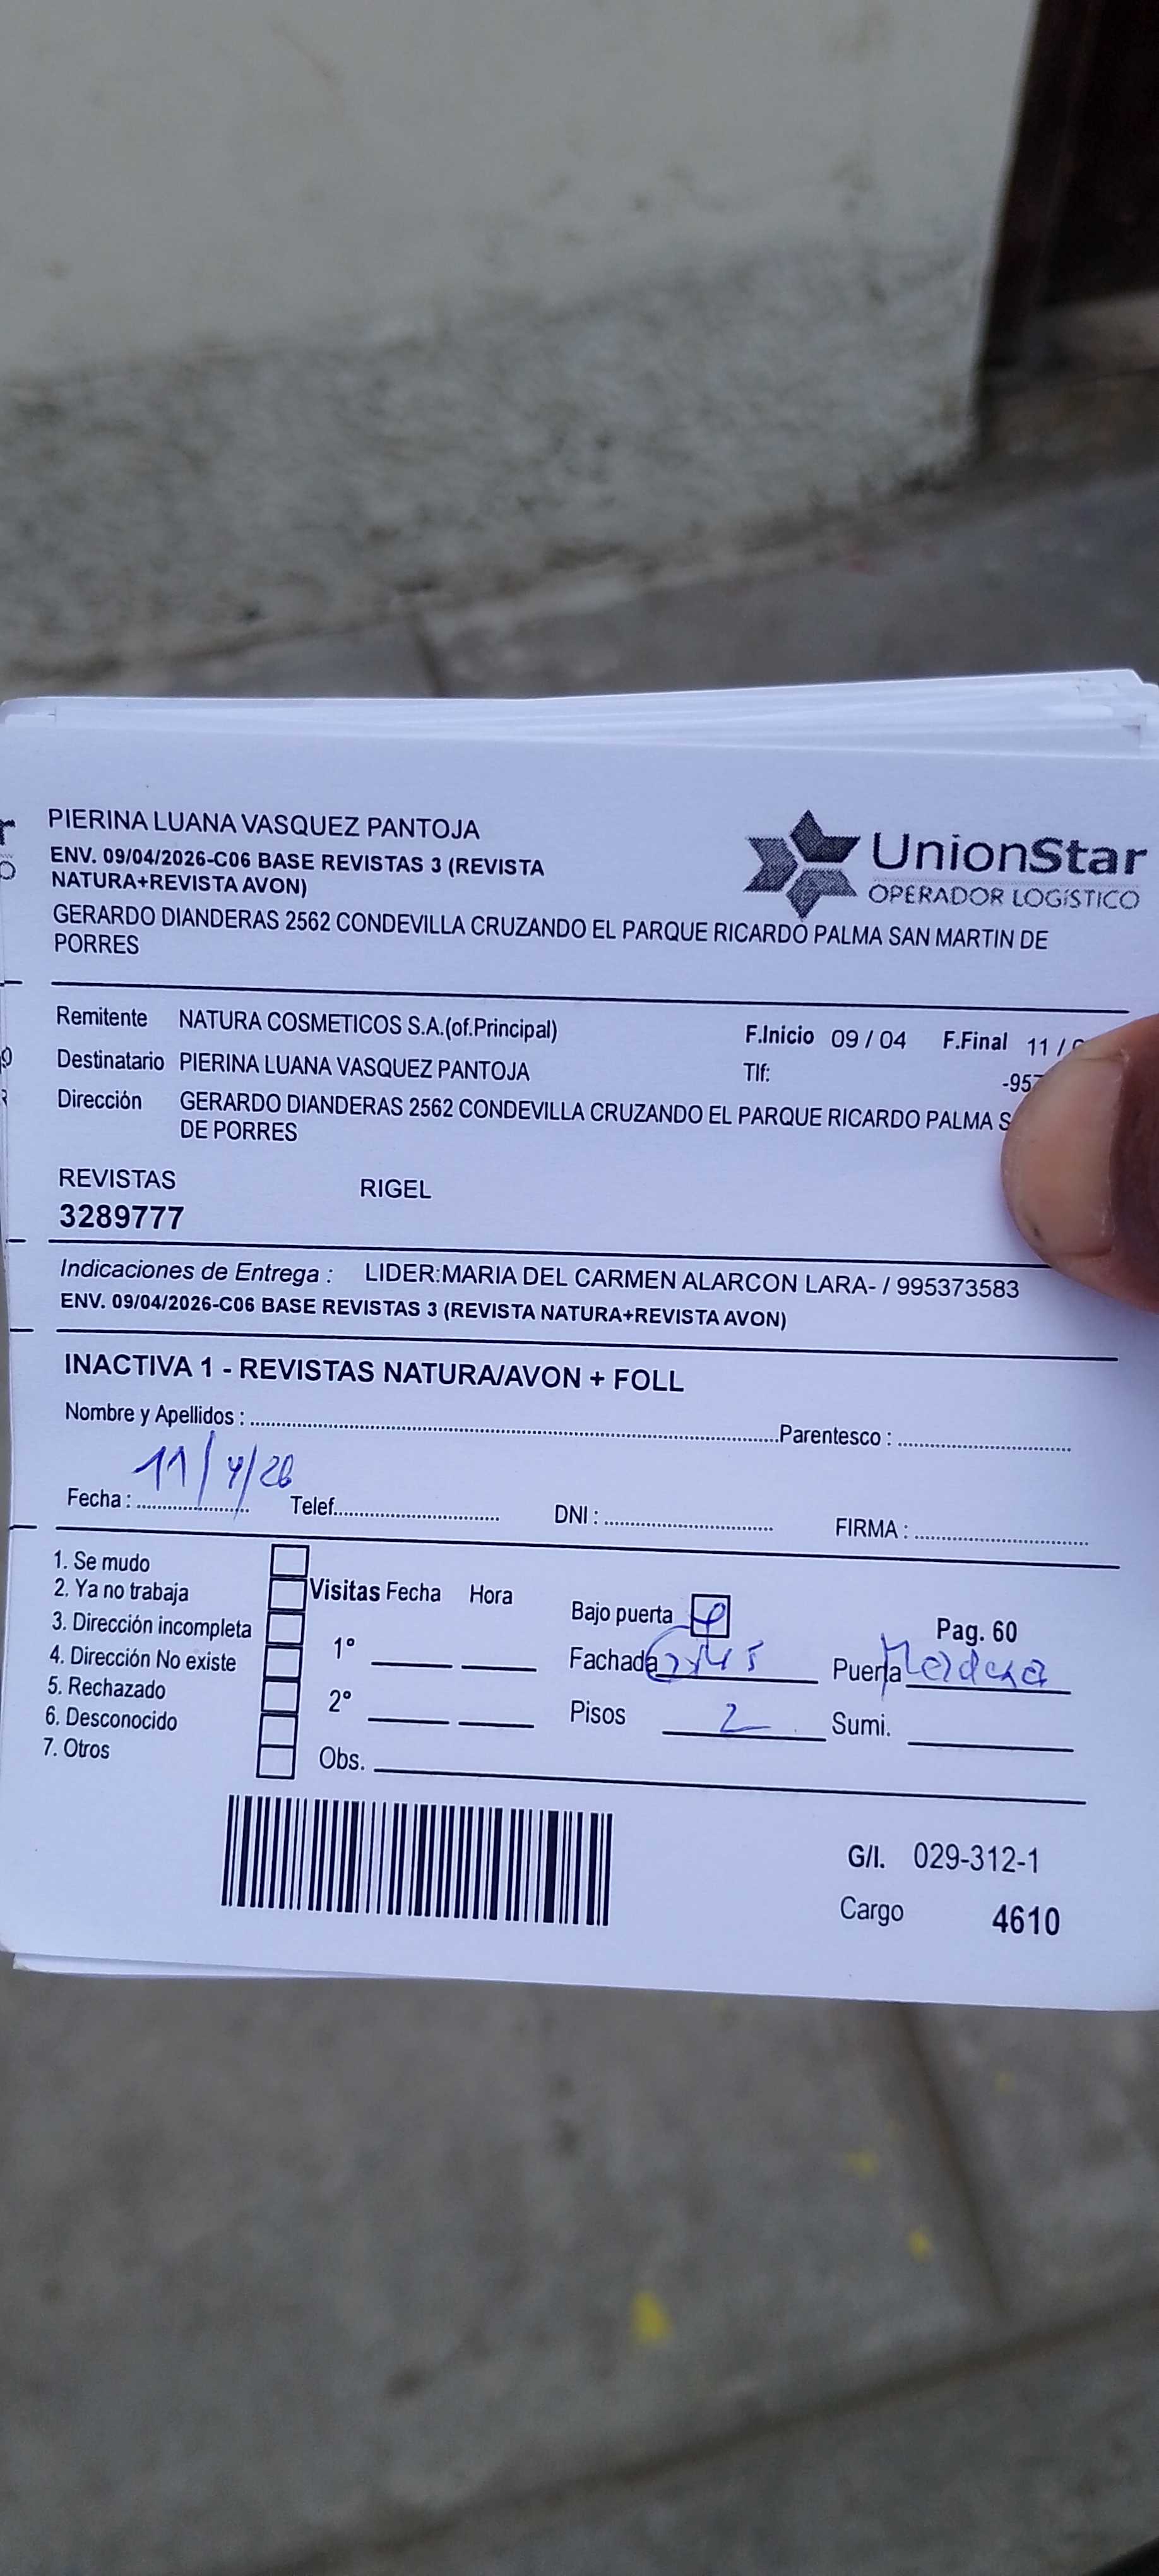 PIERINA LUANA VASQUEZ PANTOJA
ENV. 09/04/2026-C06 BASE REVISTAS 3 (REVISTA
NATURA+REVISTA AVON)
UnionStar
OPERADOR LOGÍSTICO
GERARDO DIANDERAS 2562 CONDEVILLA CRUZANDO EL PARQUE RICARDO PALMA SAN MARTIN DE
PORRES
Remitente NATURA COSMETICOS S.A.(of.Principal) F.Inicio 09 / 04 F.Final 11 /
Destinatario PIERINA LUANA VASQUEZ PANTOJA Tlf: -95
Dirección GERARDO DIANDERAS 2562 CONDEVILLA CRUZANDO EL PARQUE RICARDO PALMA S
DE PORRES
REVISTAS RIGEL
3289777
Indicaciones de Entrega : LIDER:MARIA DEL CARMEN ALARCON LARA- / 995373583
ENV. 09/04/2026-C06 BASE REVISTAS 3 (REVISTA NATURA+REVISTA AVON)
INACTIVA 1 - REVISTAS NATURA/AVON + FOLL
Nombre y Apellidos : Parentesco :
Fecha : 11/4/26 Telef. DNI : FIRMA :
1. Se mudo
2. Ya no trabaja
3. Dirección incompleta
4. Dirección No existe
5. Rechazado
6. Desconocido
7. Otros
Visitas Fecha Hora
1º
2º
Obs.
Bajo puerta Pag. 60
Fachada Puerta Madera
Pisos 2 Sumi.
G/I. 029-312-1
Cargo 4610